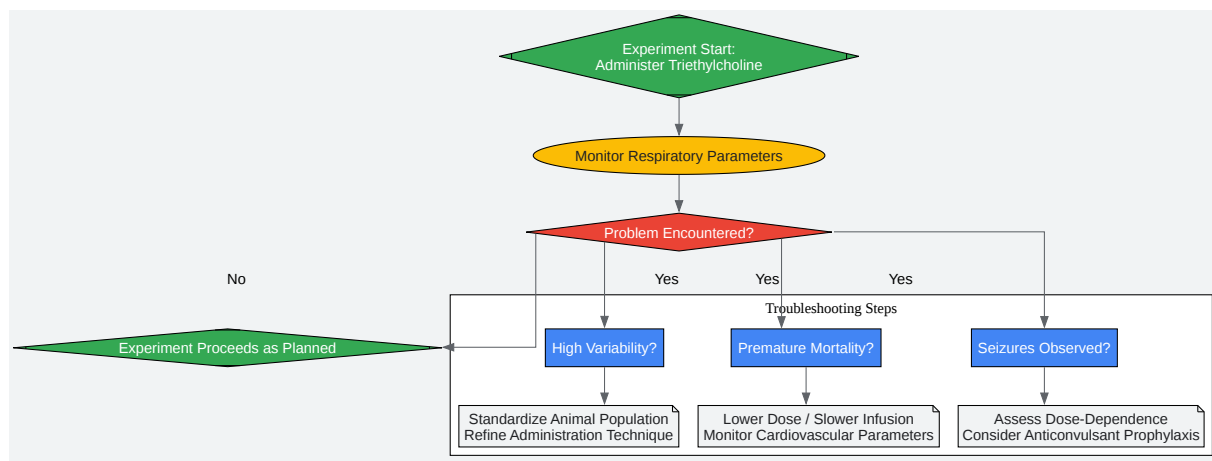 Experiment Start:
Administer Triethylcholine
Monitor Respiratory Parameters
Problem Encountered?
No
Yes
Yes
Yes
Troubleshooting Steps
Experiment Proceeds as Planned
High Variability?
Premature Mortality?
Seizures Observed?
Standardize Animal Population
Refine Administration Technique
Lower Dose / Slower Infusion
Monitor Cardiovascular Parameters
Assess Dose-Dependence
Consider Anticonvulsant Prophylaxis